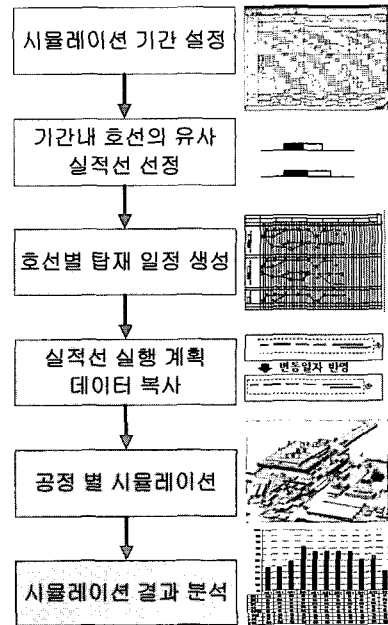 시뮬레이션 기간 설정
기간내 호선의 유사
실적선 선정
호선별 탑재 일정 생성
실적선 실행 계획
데이터 복사
변동일자 반영
공정 별 시뮬레이션
시뮬레이션 결과 분석